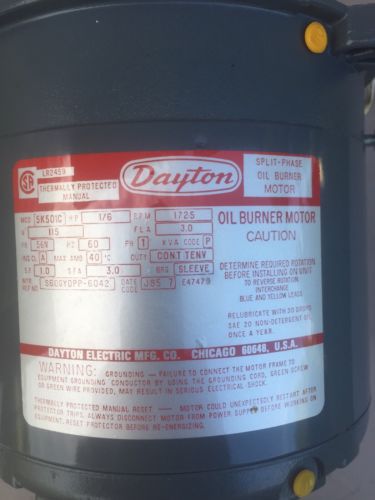 LR2459
THERMALLY PROTECTED
MANUAL
Dayton
SPLIT-PHASE
OIL BURNER
MOTOR
MOD 5K501C HP 1/6 RPM 1725
V 115 FLA 3.0
FR 56N HZ 60 PH 1 KVA CODE P
INS CL A MAX AMB 40°C DUTY CONT TENV
S.F. 1.0 SFA 3.0 BRG SLEEVE
MTR. REF. NO. S60GYDPP-6042 DATE CODE J85 7 E47479
OIL BURNER MOTOR
CAUTION
DETERMINE REQUIRED ROTATION
BEFORE INSTALLING ON UNIT
TO REVERSE ROTATION,
INTERCHANGE
BLUE AND YELLOW LEADS
RELUBRICATE WITH 30 DROPS
SAE 20 NON-DETERGENT OIL
ONCE A YEAR.
DAYTON ELECTRIC MFG. CO. CHICAGO 60648, U.S.A.
WARNING: GROUNDING - FAILURE TO CONNECT THE MOTOR FRAME TO
EQUIPMENT GROUNDING CONDUCTOR BY USING THE GROUNDING CORD, GREEN SCREW
OR GREEN WIRE PROVIDED, MAY RESULT IN SERIOUS ELECTRICAL SHOCK.
THERMALLY PROTECTED MANUAL RESET - MOTOR COULD UNEXPECTEDLY RESTART AFTER
PROTECTOR TRIPS. ALWAYS DISCONNECT MOTOR FROM POWER SUPPLY BEFORE WORKING ON
EQUIPMENT. RESET PROTECTOR BEFORE RE-ENERGIZING.